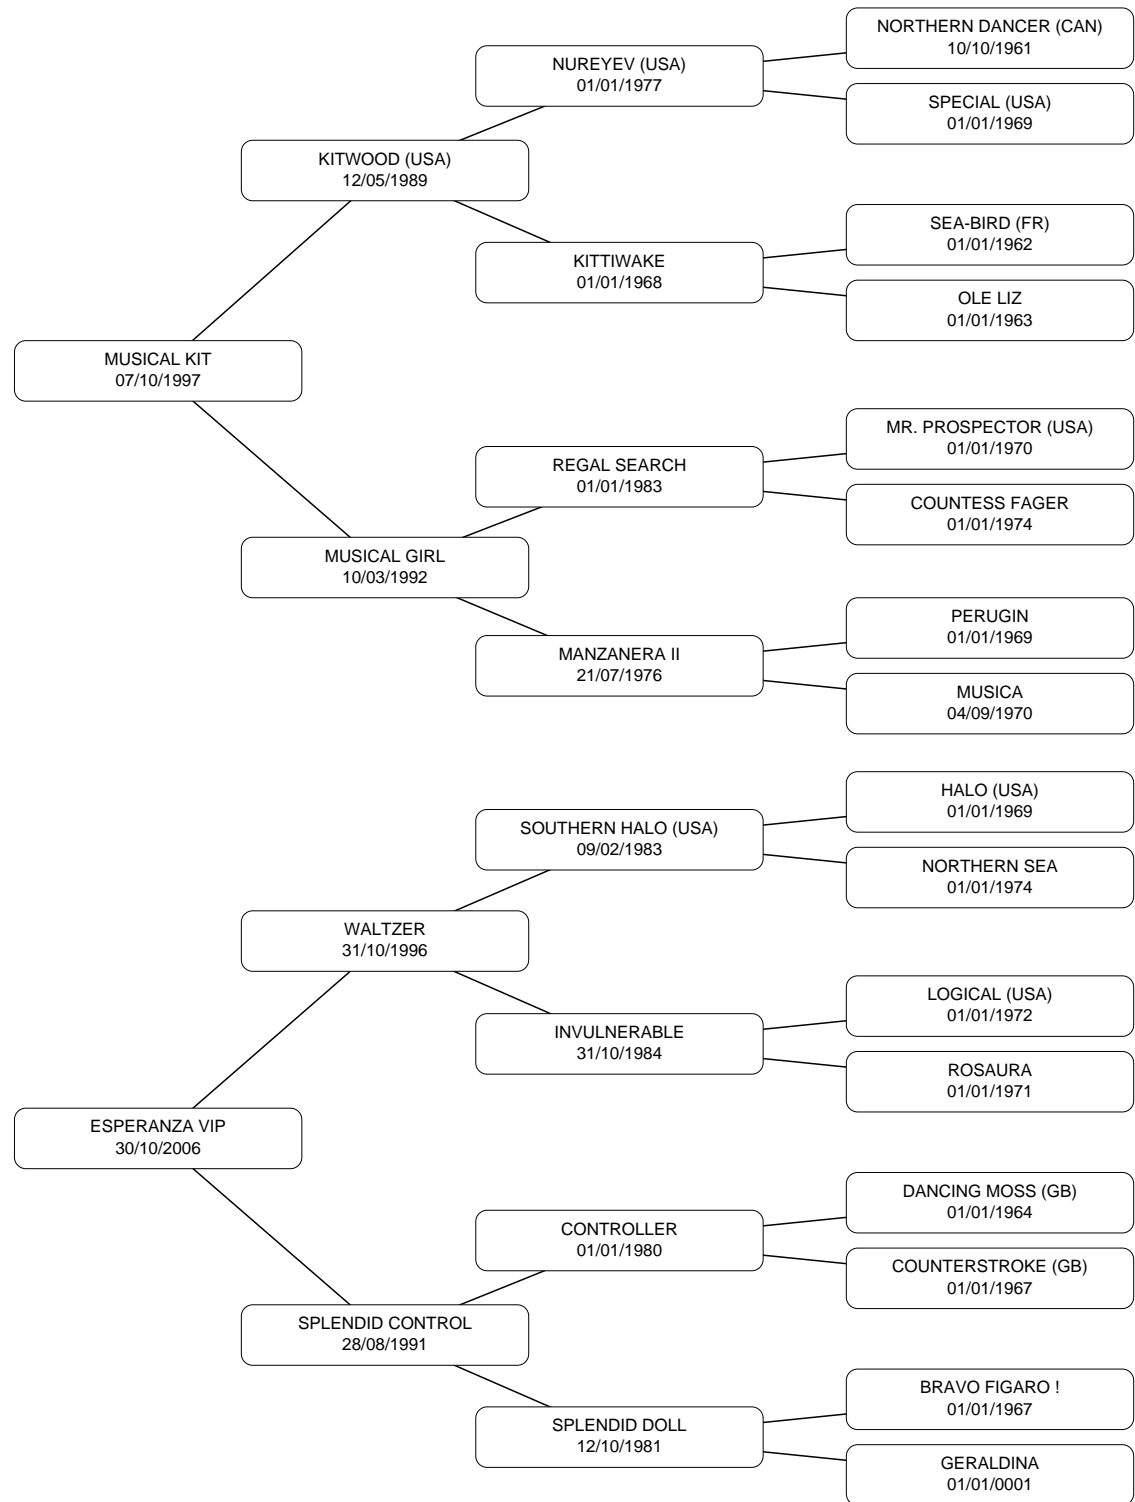 NORTHERN DANCER (CAN)
10/10/1961
NUREYEV (USA)
01/01/1977
SPECIAL (USA)
01/01/1969
KITWOOD (USA)
12/05/1989
SEA-BIRD (FR)
01/01/1962
KITTIWAKE
01/01/1968
OLE LIZ
01/01/1963
MUSICAL KIT
07/10/1997
MR. PROSPECTOR (USA)
01/01/1970
REGAL SEARCH
01/01/1983
COUNTESS FAGER
01/01/1974
MUSICAL GIRL
10/03/1992
PERUGIN
01/01/1969
MANZANERA II
21/07/1976
MUSICA
04/09/1970
HALO (USA)
01/01/1969
SOUTHERN HALO (USA)
09/02/1983
NORTHERN SEA
01/01/1974
WALTZER
31/10/1996
LOGICAL (USA)
01/01/1972
INVULNERABLE
31/10/1984
ROSAURA
01/01/1971
ESPERANZA VIP
30/10/2006
DANCING MOSS (GB)
01/01/1964
CONTROLLER
01/01/1980
COUNTERSTROKE (GB)
01/01/1967
SPLENDID CONTROL
28/08/1991
BRAVO FIGARO !
01/01/1967
SPLENDID DOLL
12/10/1981
GERALDINA
01/01/0001